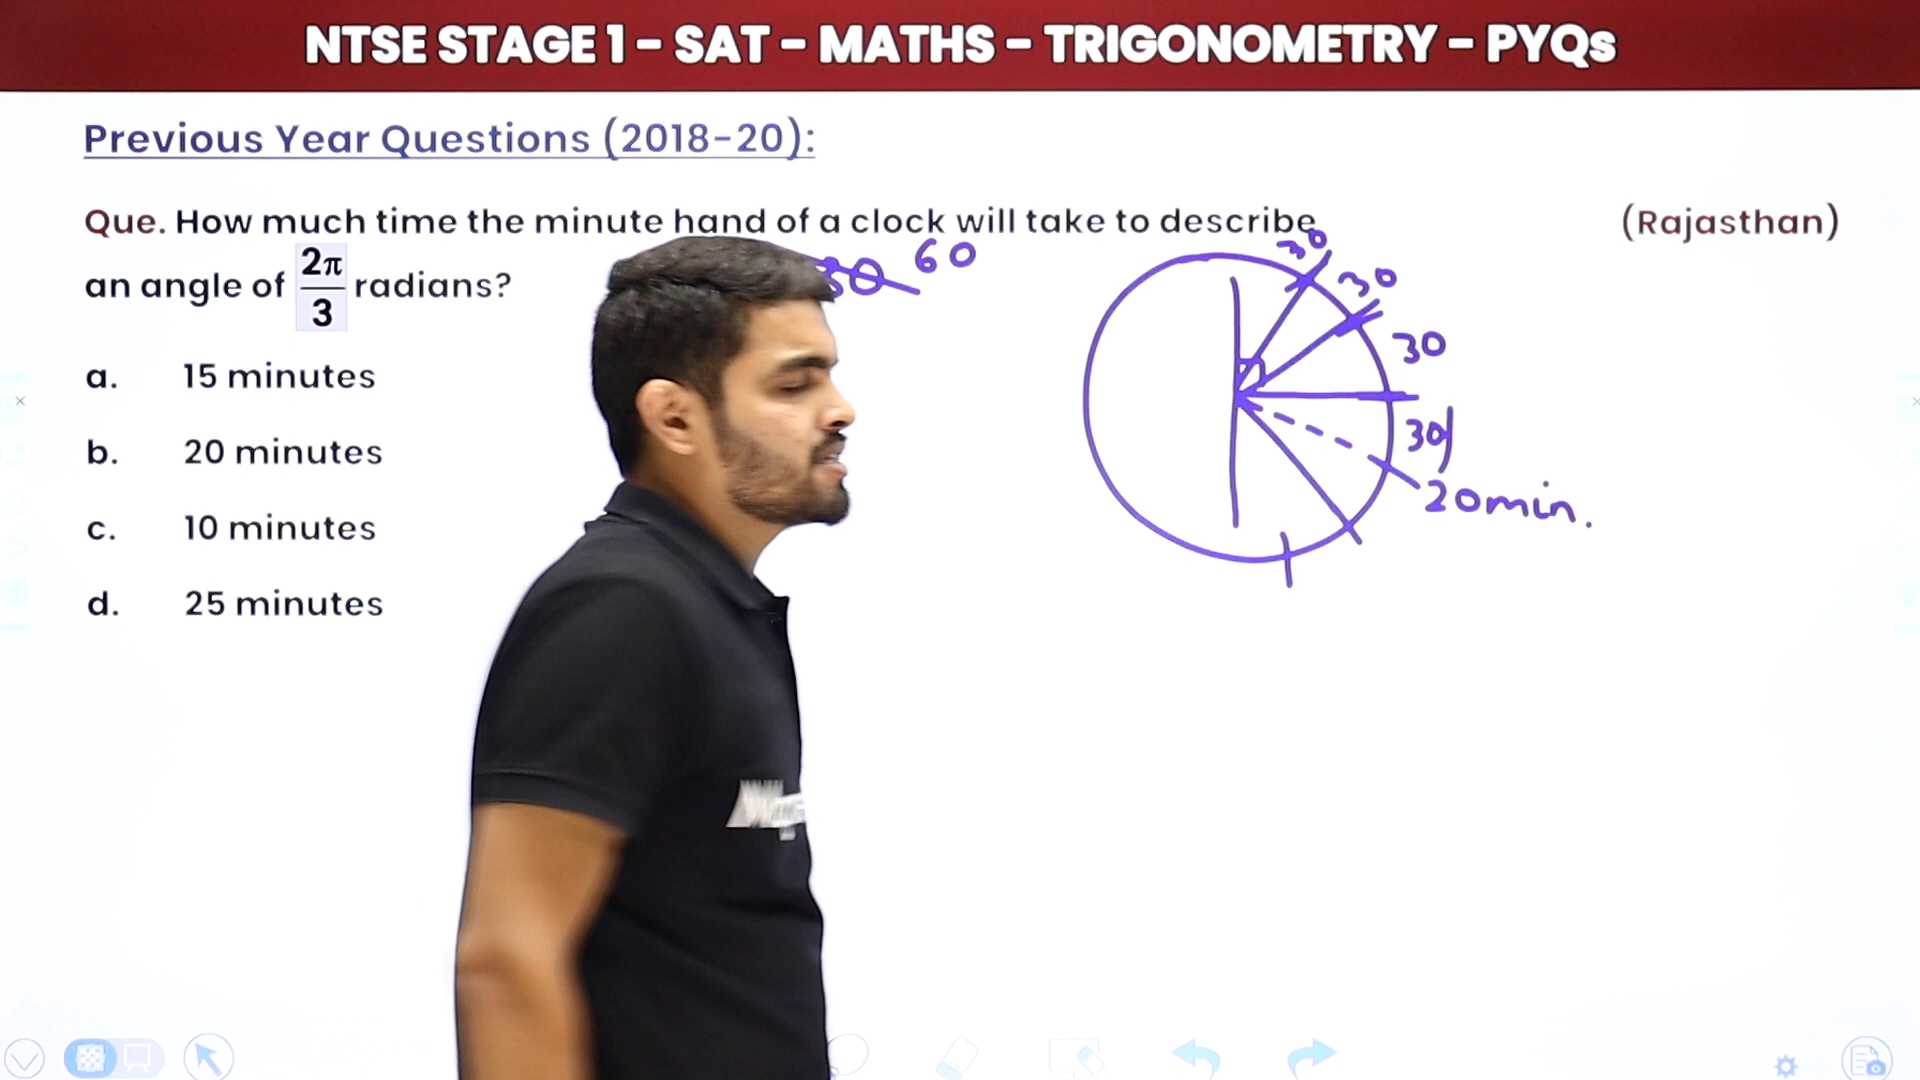 NTSE STAGE 1 – SAT – MATHS – TRIGONOMETRY – PYQs
Previous Year Questions (2018-20):
Que. How much time the minute hand of a clock will take to describe (Rajasthan)
an angle of 2π/3 radians?
60
a. 15 minutes
b. 20 minutes
c. 10 minutes
d. 25 minutes
30
30
30
30
20min.